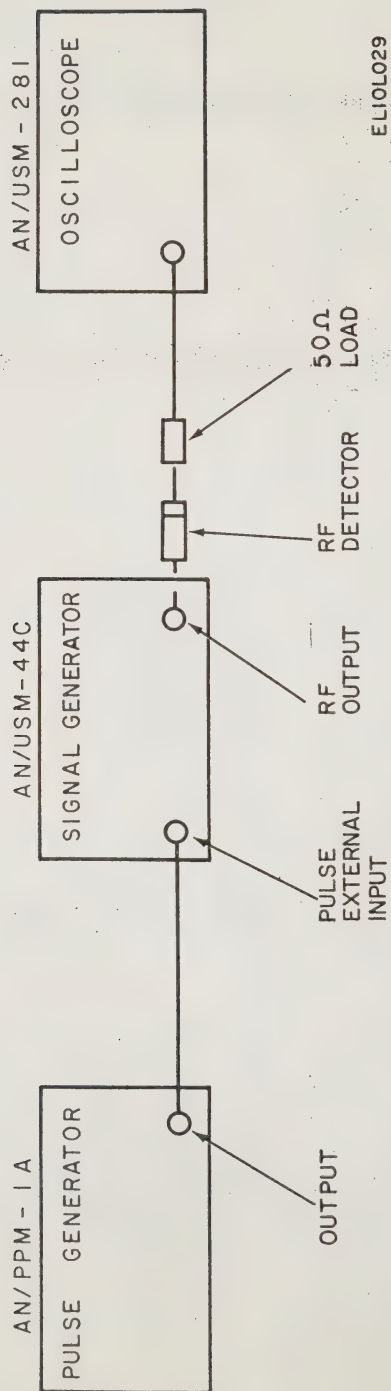 AN/PPM-1A
PULSE GENERATOR
OUTPUT
AN/USM-44C
SIGNAL GENERATOR
PULSE
EXTERNAL
INPUT
RF
OUTPUT
RF
DETECTOR
50Ω
LOAD
AN/USM-281
OSCILLOSCOPE
EL1OL029